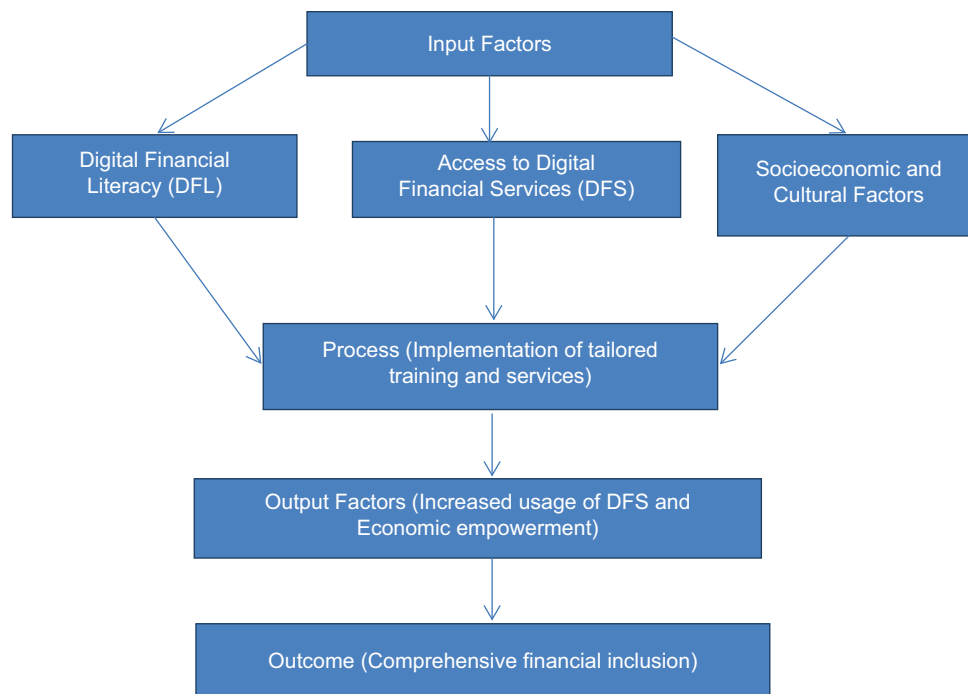 Input Factors
Digital Financial
Literacy (DFL)
Access to Digital
Financial Services (DFS)
Socioeconomic and
Cultural Factors
Process (Implementation of tailored
training and services)
Output Factors (Increased usage of DFS and
Economic empowerment)
Outcome (Comprehensive financial inclusion)